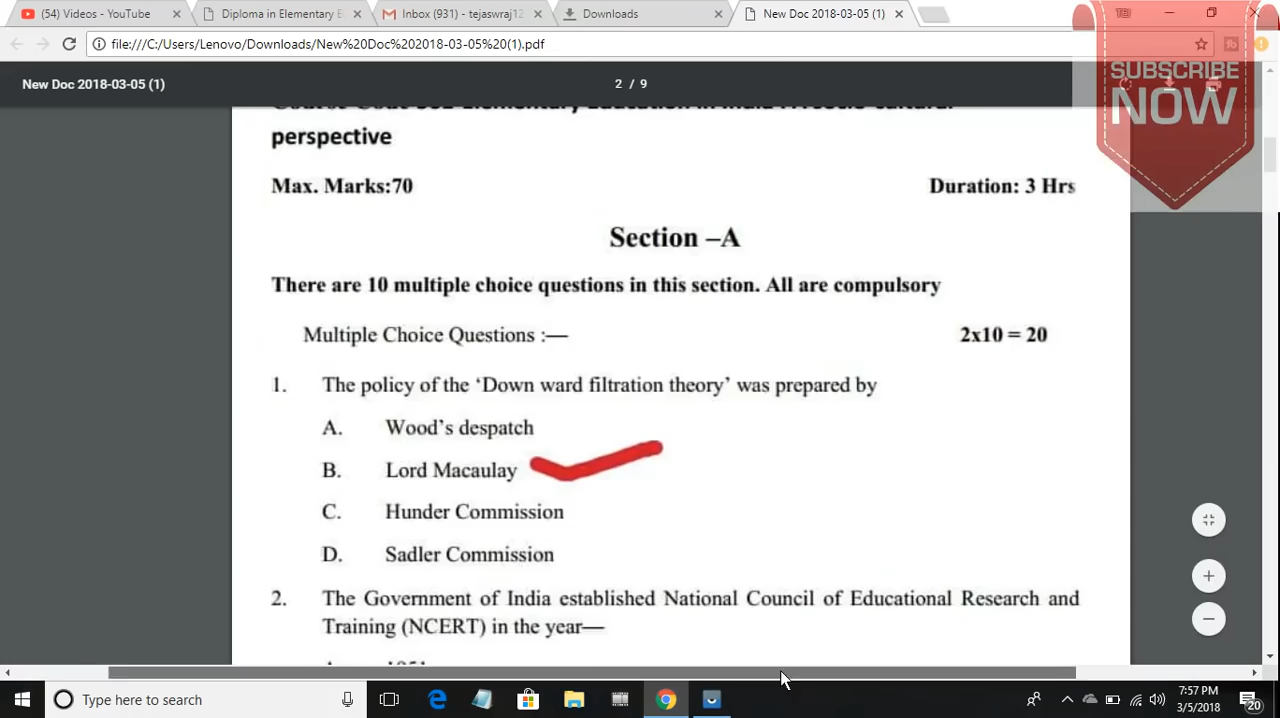 (54) Videos - YouTube
Diploma in Elementary E
Inbox (931) - tejaswraj12
Downloads
New Doc 2018-03-05 (1)
file:///C:/Users/Lenovo/Downloads/New%20Doc%202018-03-05%20(1).pdf
SUBSCRIBE
NOW
New Doc 2018-03-05 (1)
2 / 9
perspective
Max. Marks:70
Duration: 3 Hrs
Section –A
There are 10 multiple choice questions in this section. All are compulsory
Multiple Choice Questions :—
2x10 = 20
1. The policy of the ‘Down ward filtration theory’ was prepared by
A. Wood’s despatch
B. Lord Macaulay
C. Hunder Commission
D. Sadler Commission
2. The Government of India established National Council of Educational Research and
Training (NCERT) in the year—
Type here to search
7:57 PM
3/5/2018
20